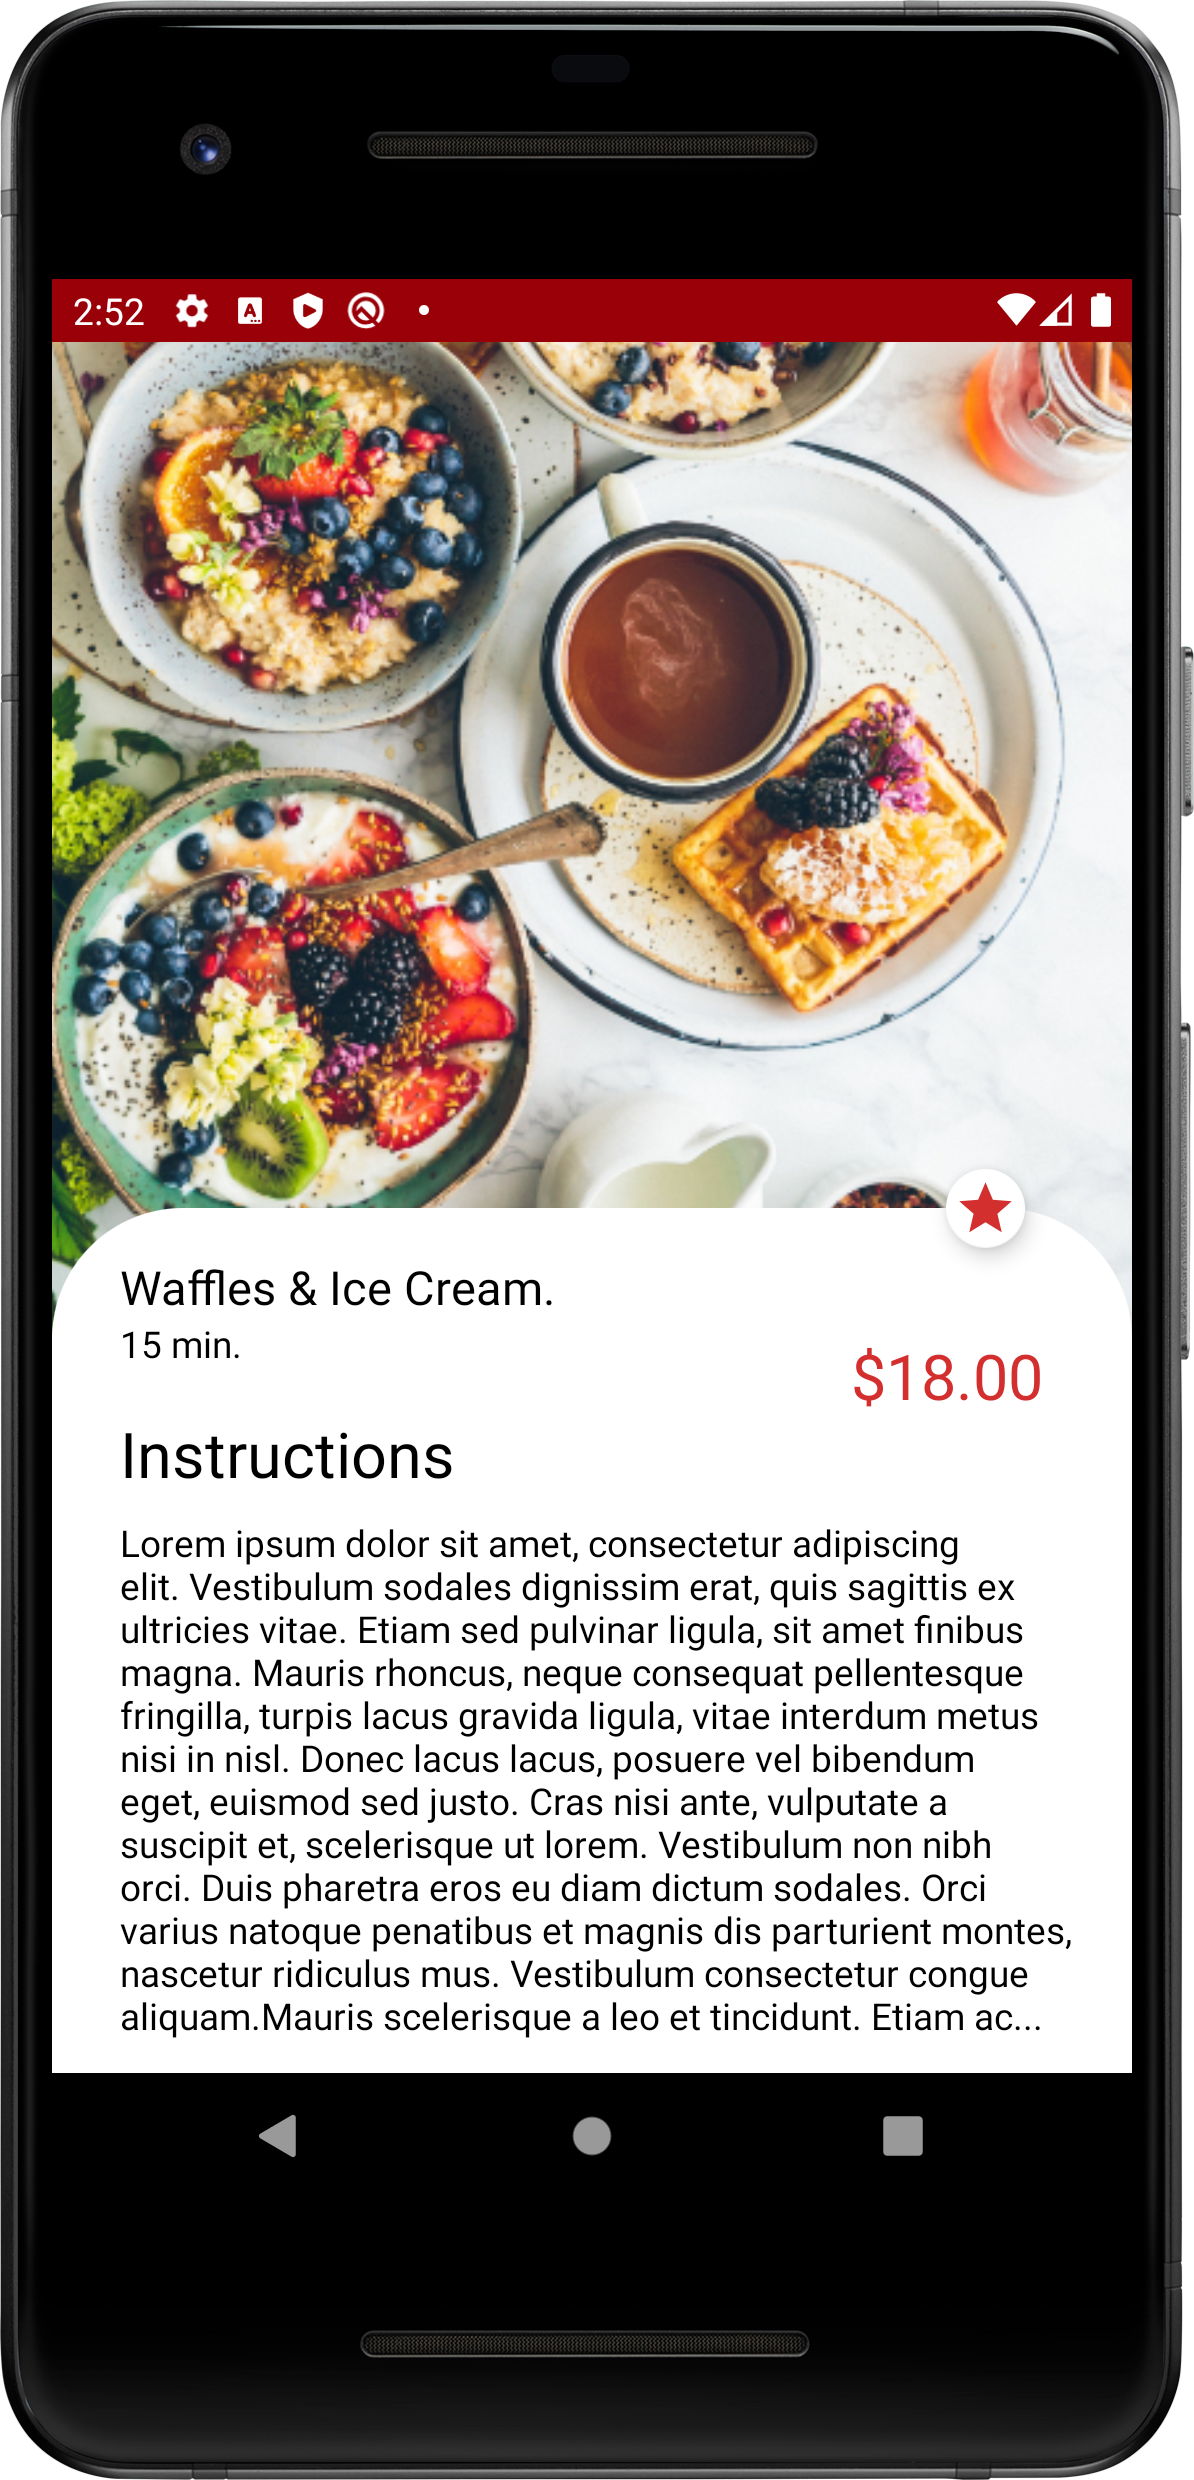 2:52
Waffles & Ice Cream.
15 min.
$18.00
Instructions
Lorem ipsum dolor sit amet, consectetur adipiscing
elit. Vestibulum sodales dignissim erat, quis sagittis ex
ultricies vitae. Etiam sed pulvinar ligula, sit amet finibus
magna. Mauris rhoncus, neque consequat pellentesque
fringilla, turpis lacus gravida ligula, vitae interdum metus
nisi in nisl. Donec lacus lacus, posuere vel bibendum
eget, euismod sed justo. Cras nisi ante, vulputate a
suscipit et, scelerisque ut lorem. Vestibulum non nibh
orci. Duis pharetra eros eu diam dictum sodales. Orci
varius natoque penatibus et magnis dis parturient montes,
nascetur ridiculus mus. Vestibulum consectetur congue
aliquam.Mauris scelerisque a leo et tincidunt. Etiam ac...